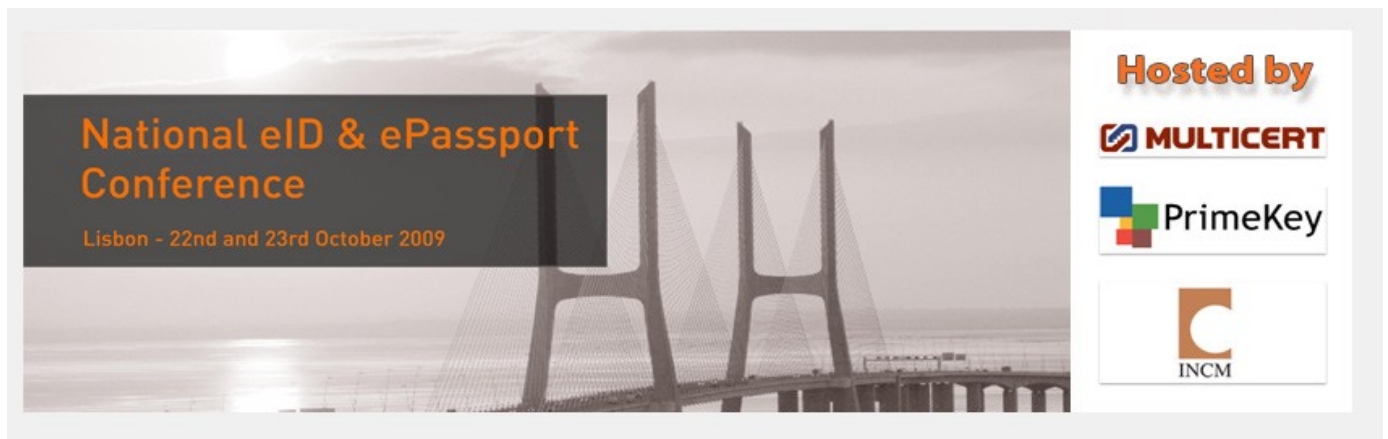 National eID & ePassport
Conference
Lisbon - 22nd and 23rd October 2009
Hosted by
MULTICERT
PrimeKey
INCM